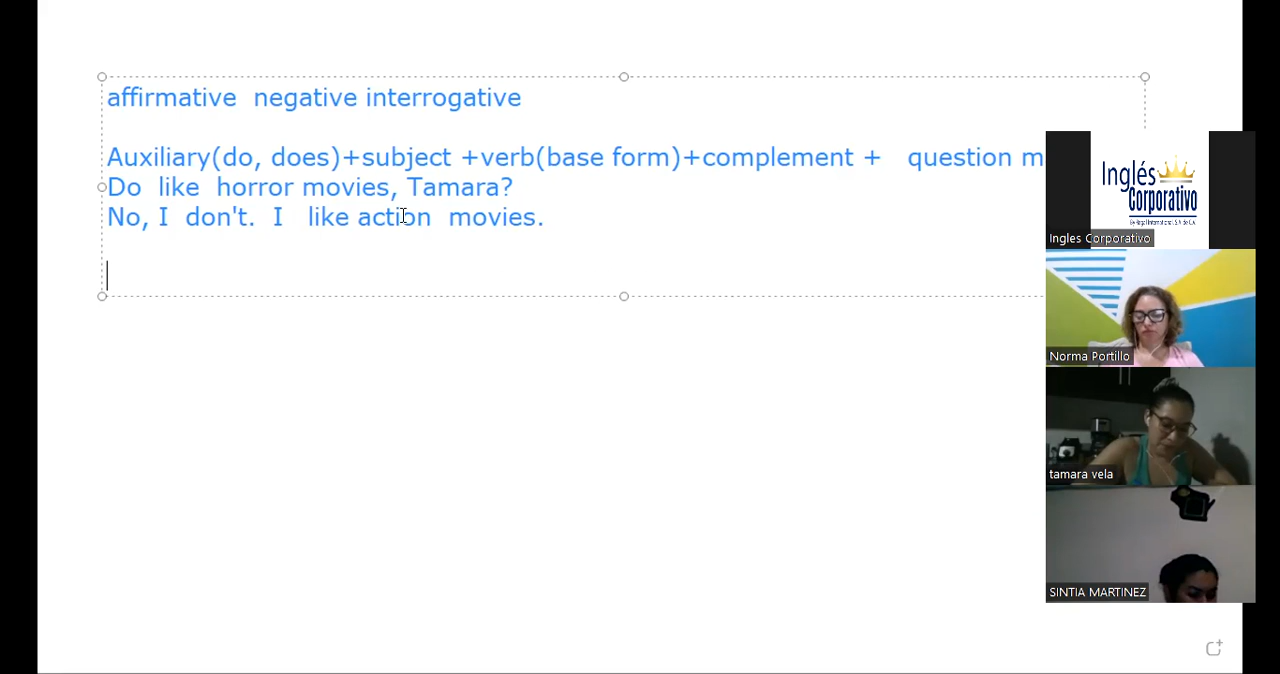 affirmative negative interrogative
Auxiliary(do, does)+subject +verb(base form)+complement + question
Do like horror movies, Tamara?
No, I don't. I like action movies.
Inglés
Corporativo
Ingles Corporativo
Norma Portillo
tamara vela
SINTIA MARTINEZ